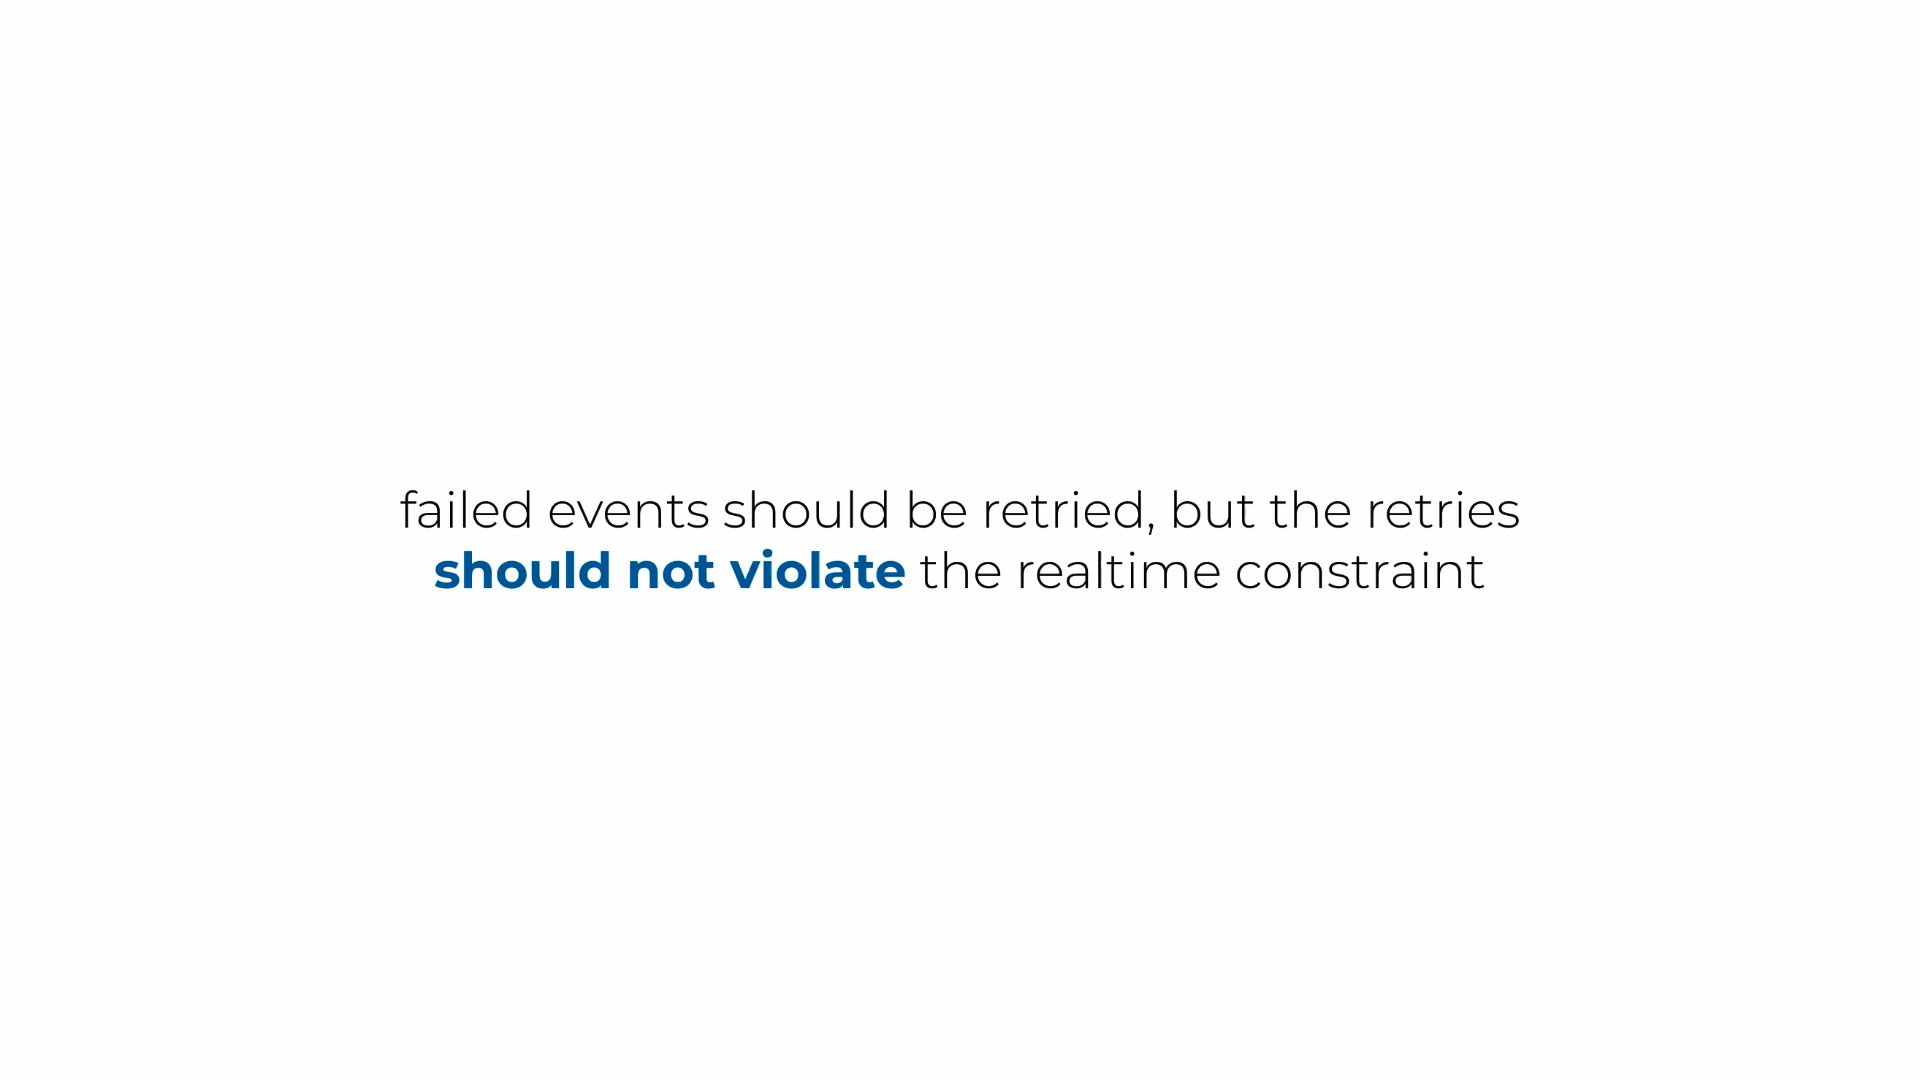 failed events should be retried, but the retries
should not violate the realtime constraint